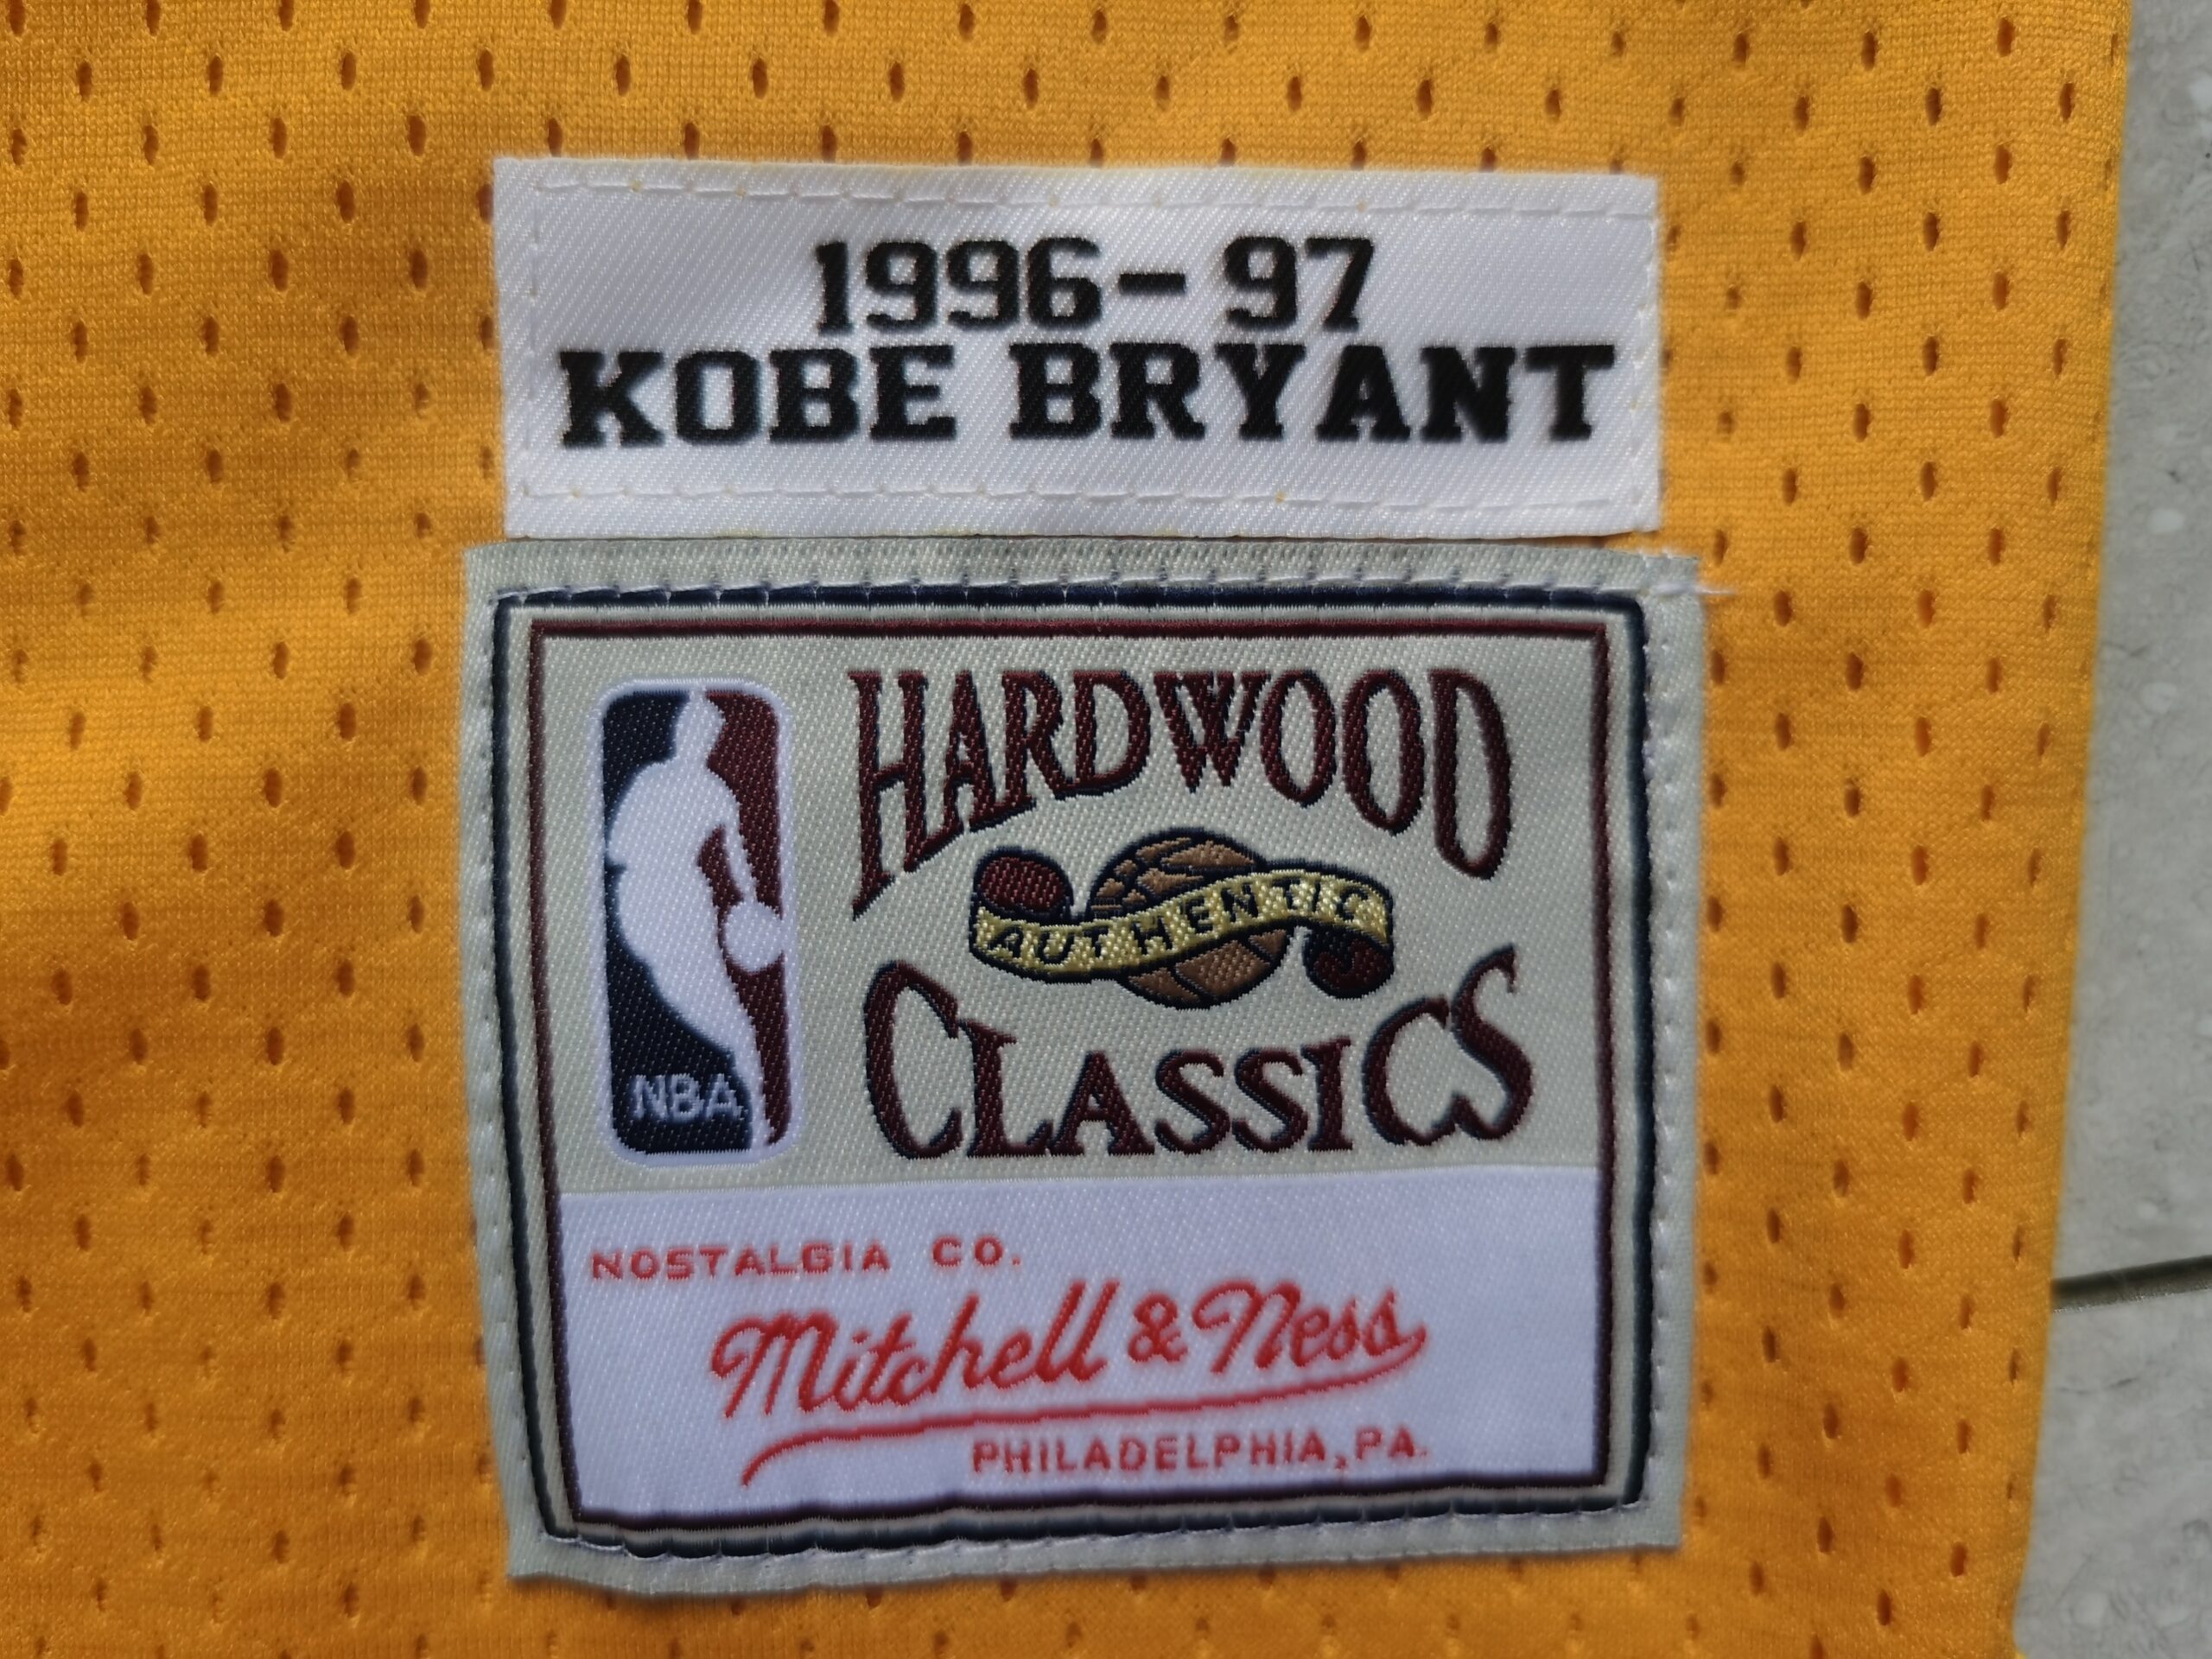 1996-97
KOBE BRYANT
HARDWOOD
AUTHENTIC
CLASSICS
NBA
NOSTALGIA CO.
Mitchell & Ness
PHILADELPHIA, PA.